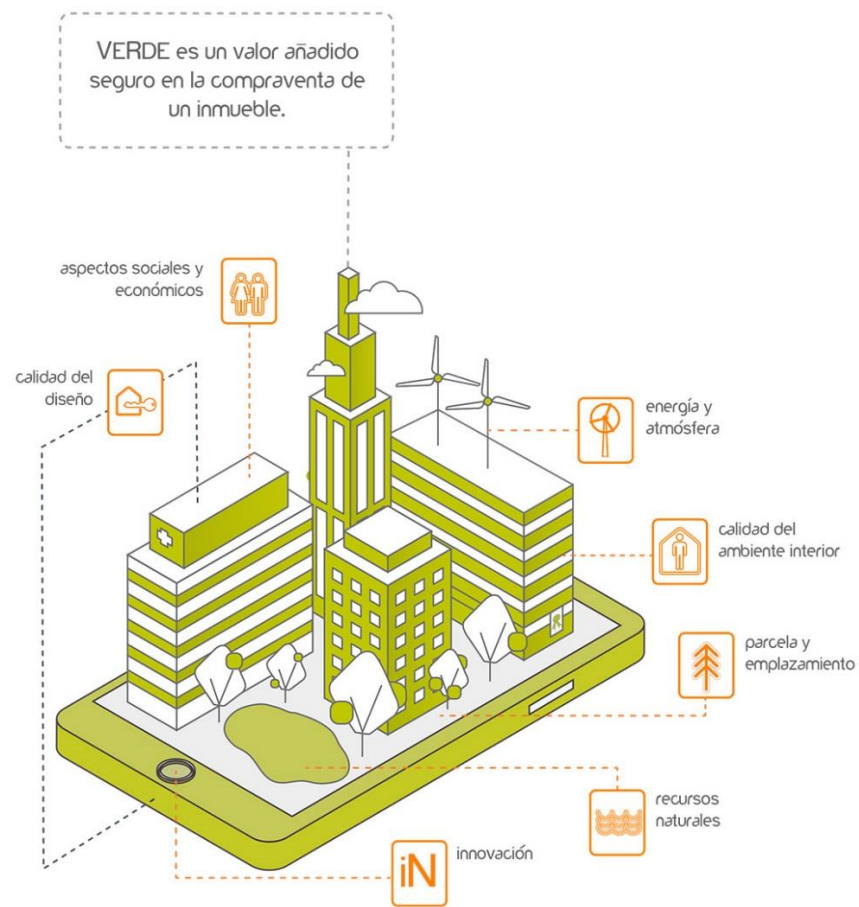 VERDE es un valor añadido
seguro en la compraventa de
un inmueble.
aspectos sociales y
económicos
calidad del
diseño
energía y
atmósfera
calidad del
ambiente interior
parcela y
emplazamiento
recursos
naturales
iN
innovación